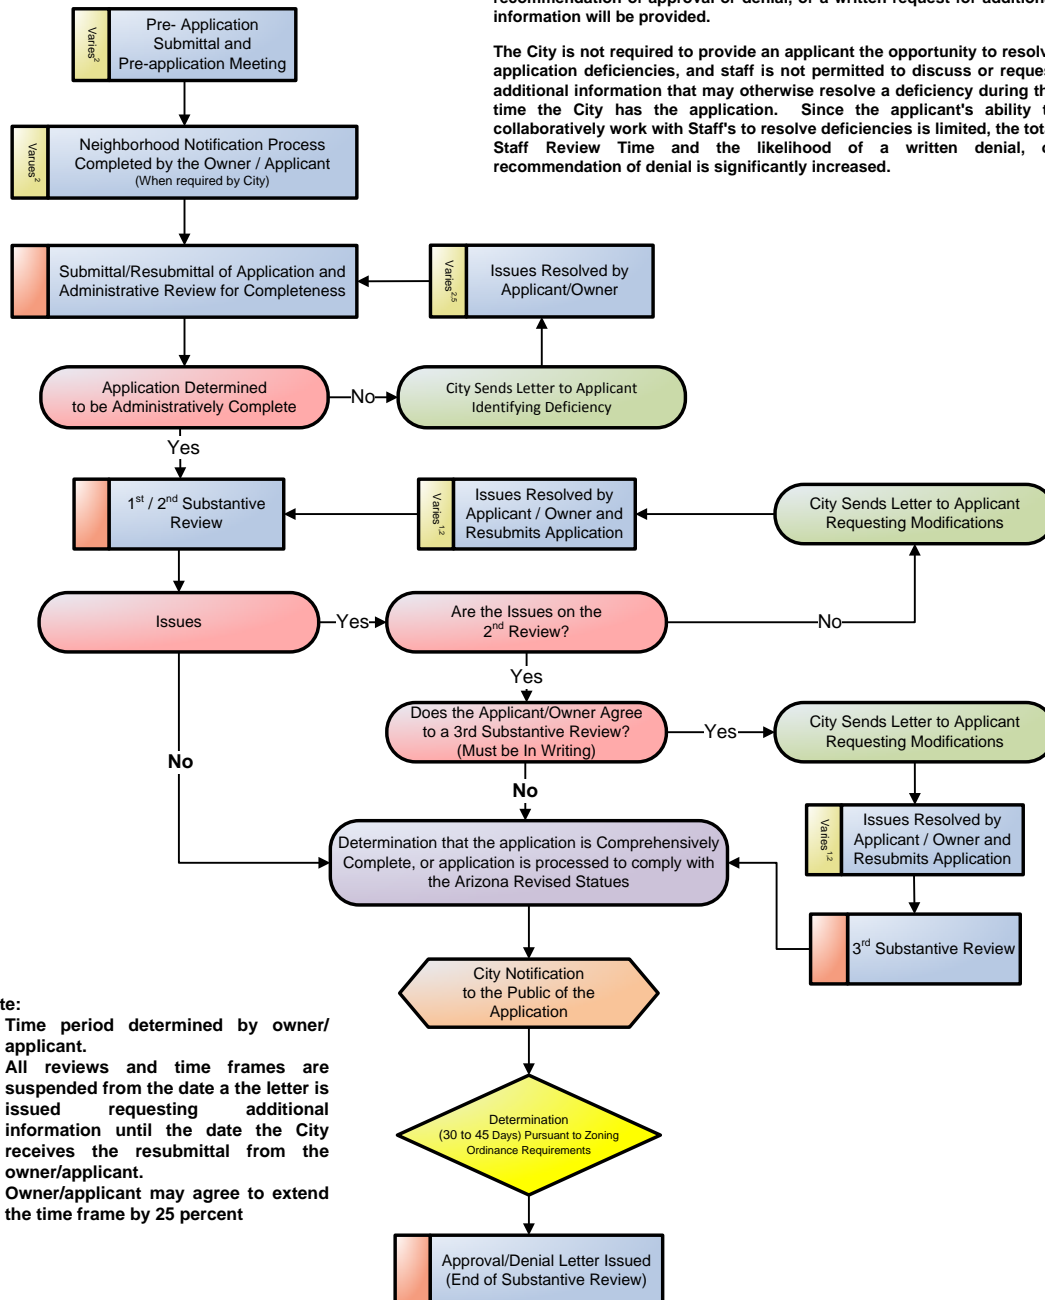 recommendation of approval or denial, or a written request for additional
information will be provided.
The City is not required to provide an applicant the opportunity to resolve
application deficiencies, and staff is not permitted to discuss or request
additional information that may otherwise resolve a deficiency during the
time the City has the application. Since the applicant's ability to
collaboratively work with Staff's to resolve deficiencies is limited, the total
Staff Review Time and the likelihood of a written denial, or
recommendation of denial is significantly increased.
Varies2
Pre- Application
Submittal and
Pre-application Meeting
Varues2
Neighborhood Notification Process
Completed by the Owner / Applicant
(When required by City)
Submittal/Resubmittal of Application and
Administrative Review for Completeness
Varies2,5
Issues Resolved by
Applicant/Owner
Application Determined
to be Administratively Complete
No
City Sends Letter to Applicant
Identifying Deficiency
Yes
1st / 2nd Substantive
Review
Varies1,2
Issues Resolved by
Applicant / Owner and
Resubmits Application
City Sends Letter to Applicant
Requesting Modifications
Issues
Yes
Are the Issues on the
2nd Review?
No
Yes
Does the Applicant/Owner Agree
to a 3rd Substantive Review?
(Must be In Writing)
Yes
City Sends Letter to Applicant
Requesting Modifications
No
No
Varies1,2
Issues Resolved by
Applicant / Owner and
Resubmits Application
Determination that the application is Comprehensively
Complete, or application is processed to comply with
the Arizona Revised Statues
3rd Substantive Review
City Notification
to the Public of the
Application
te:
Time period determined by owner/
applicant.
All reviews and time frames are
suspended from the date a the letter is
issued requesting additional
information until the date the City
receives the resubmittal from the
owner/applicant.
Owner/applicant may agree to extend
the time frame by 25 percent
Determination
(30 to 45 Days) Pursuant to Zoning
Ordinance Requirements
Approval/Denial Letter Issued
(End of Substantive Review)